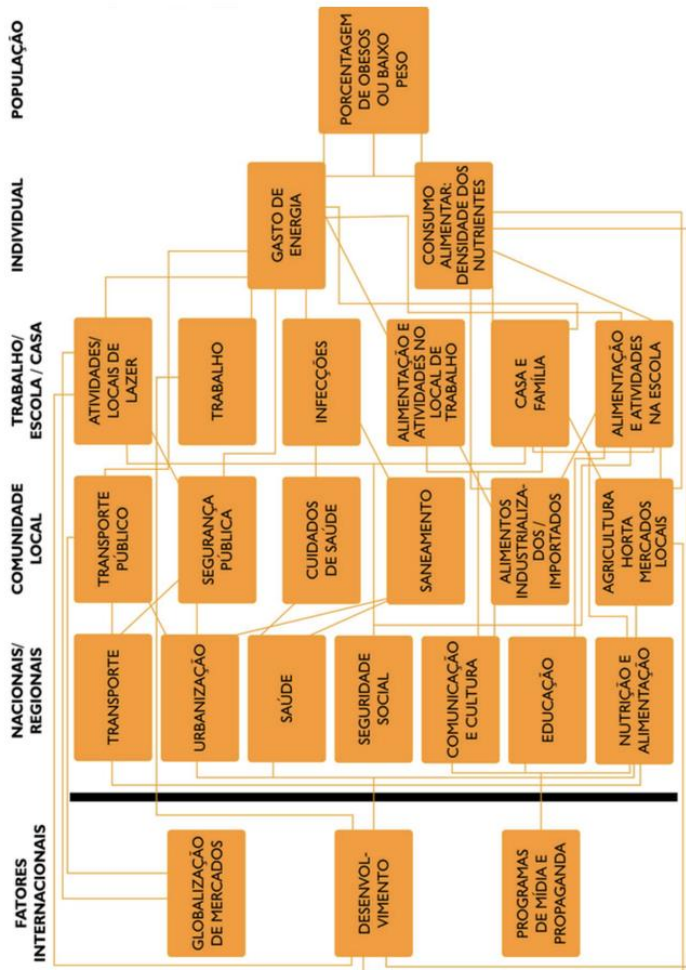 FATORES
INTERNACIONAIS
NACIONAIS/
REGIONAIS
COMUNIDADE
LOCAL
TRABALHO/
ESCOLA / CASA
INDIVIDUAL
POPULAÇÃO
GLOBALIZAÇÃO
DE MERCADOS
DESENVOL-
VIMENTO
PROGRAMAS
DE MÍDIA E
PROPAGANDA
TRANSPORTE
URBANIZAÇÃO
SAÚDE
SEGURIDADE
SOCIAL
COMUNICAÇÃO
E CULTURA
EDUCAÇÃO
NUTRIÇÃO E
ALIMENTAÇÃO
TRANSPORTE
PÚBLICO
SEGURANÇA
PÚBLICA
CUIDADOS
DE SAÚDE
SANEAMENTO
ALIMENTOS
INDUSTRIALIZA-
DOS /
IMPORTADOS
AGRICULTURA
HORTA
MERCADOS
LOCAIS
ATIVIDADES/
LOCAIS DE
LAZER
TRABALHO
INFECÇÕES
ALIMENTAÇÃO E
ATIVIDADES NO
LOCAL DE
TRABALHO
CASA E
FAMÍLIA
ALIMENTAÇÃO
E ATIVIDADES
NA ESCOLA
GASTO DE
ENERGIA
CONSUMO
ALIMENTAR:
DENSIDADE DOS
NUTRIENTES
PORCENTAGEM
DE OBESOS
OU BAIXO
PESO